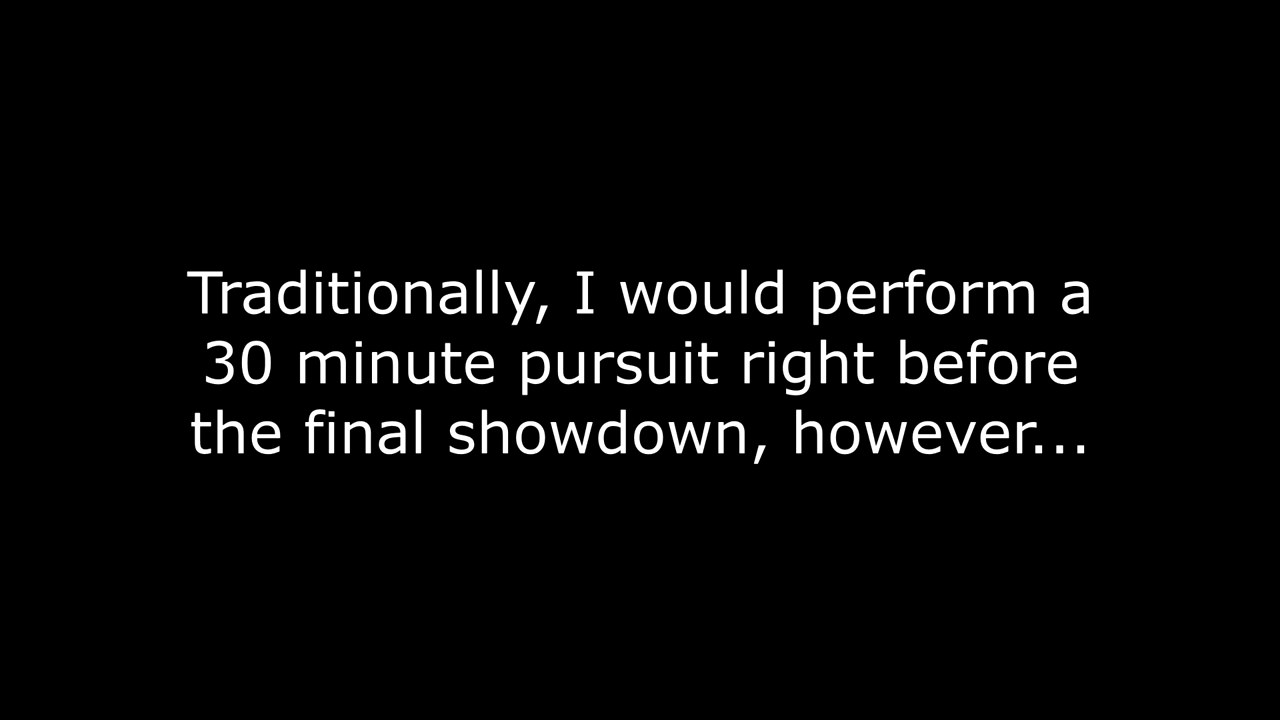 Traditionally, I would perform a
30 minute pursuit right before
the final showdown, however...